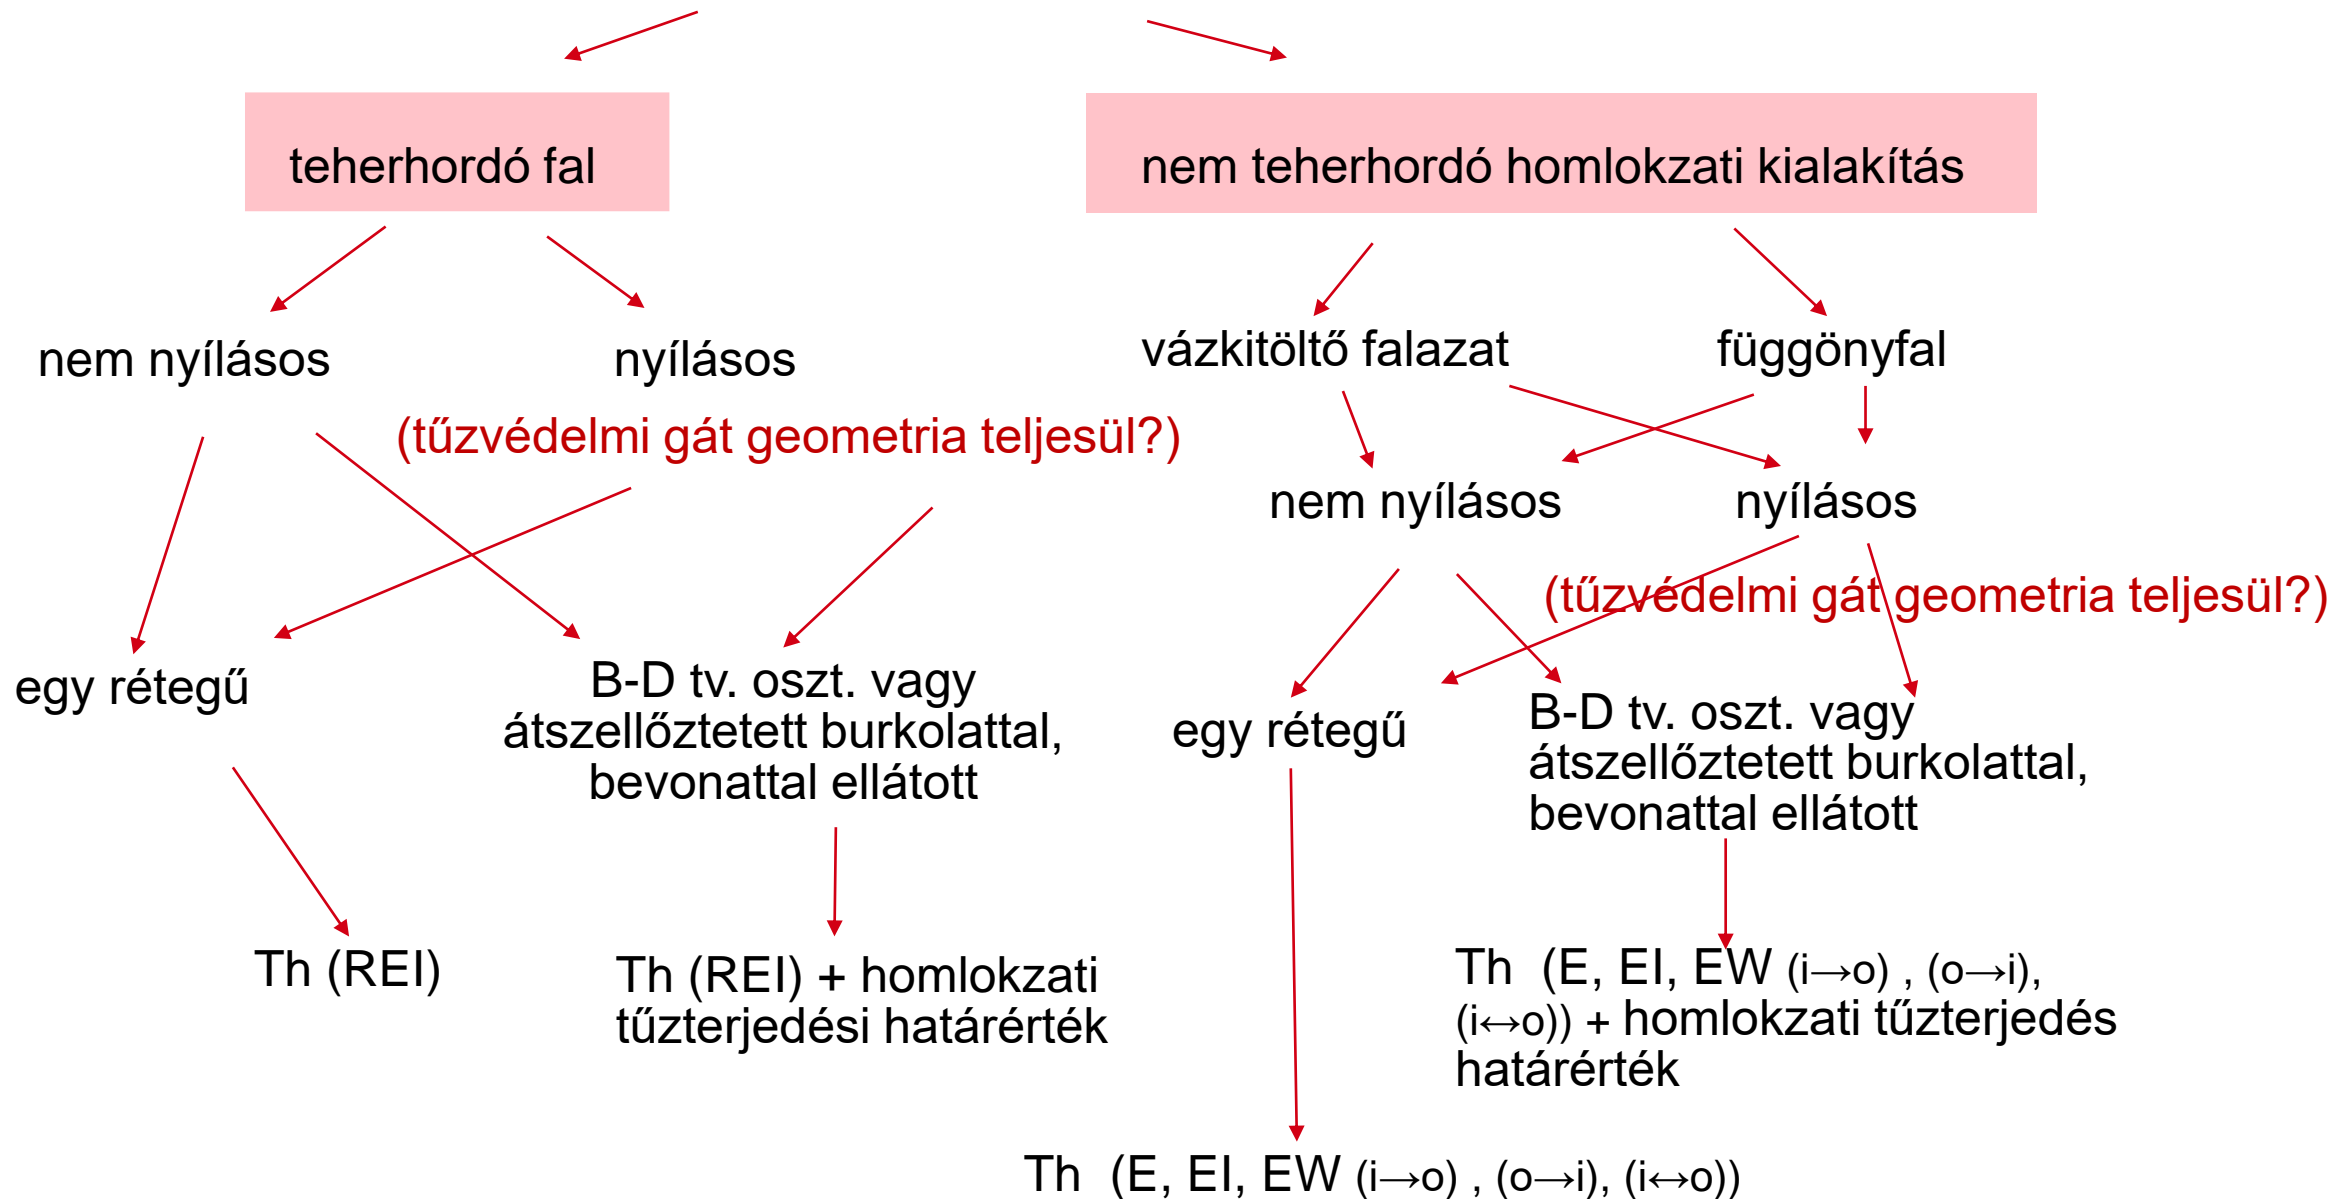 teherhordó fal
nem teherhordó homlokzati kialakítás
nem nyílásos
nyílásos
(tűzvédelmi gát geometria teljesül?)
vázkitöltő falazat
függönyfal
nem nyílásos
nyílásos
(tűzvédelmi gát geometria teljesül?)
egy rétegű
B-D tv. oszt. vagy
átszellőztetett burkolattal,
bevonattal ellátott
egy rétegű
B-D tv. oszt. vagy
átszellőztetett burkolattal,
bevonattal ellátott
Th (REI)
Th (REI) + homlokzati
tűzterjedési határérték
Th (E, EI, EW (i→o) , (o→i),
(i↔o)) + homlokzati tűzterjedés
határérték
Th (E, EI, EW (i→o) , (o→i), (i↔o))